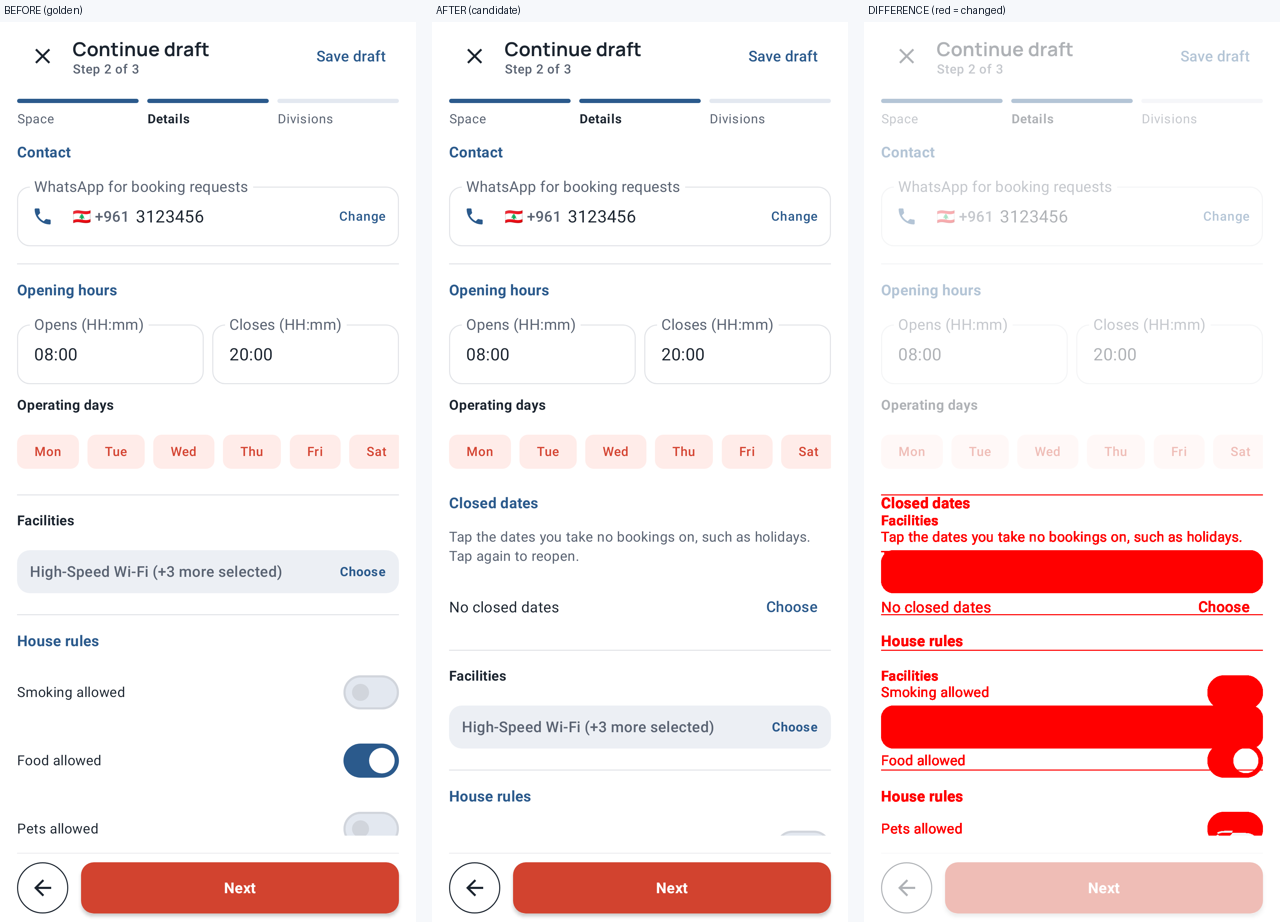 BEFORE (golden)
Continue draft
Step 2 of 3
Save draft
Space
Details
Divisions
Contact
WhatsApp for booking requests
+961 3123456
Change
Opening hours
Opens (HH:mm)
08:00
Closes (HH:mm)
20:00
Operating days
Mon Tue Wed Thu Fri Sat
Facilities
High-Speed Wi-Fi (+3 more selected)
Choose
House rules
Smoking allowed
Food allowed
Pets allowed
Next
AFTER (candidate)
Continue draft
Step 2 of 3
Save draft
Space
Details
Divisions
Contact
WhatsApp for booking requests
+961 3123456
Change
Opening hours
Opens (HH:mm)
08:00
Closes (HH:mm)
20:00
Operating days
Mon Tue Wed Thu Fri Sat
Closed dates
Tap the dates you take no bookings on, such as holidays.
Tap again to reopen.
No closed dates
Choose
Facilities
High-Speed Wi-Fi (+3 more selected)
Choose
House rules
Next
DIFFERENCE (red = changed)
Continue draft
Step 2 of 3
Save draft
Space
Details
Divisions
Contact
WhatsApp for booking requests
+961 3123456
Change
Opening hours
Opens (HH:mm)
08:00
Closes (HH:mm)
20:00
Operating days
Mon Tue Wed Thu Fri Sat
Closed dates
Facilities
Tap the dates you take no bookings on, such as holidays.
No closed dates
Choose
House rules
Facilities
Smoking allowed
Food allowed
House rules
Pets allowed
Next